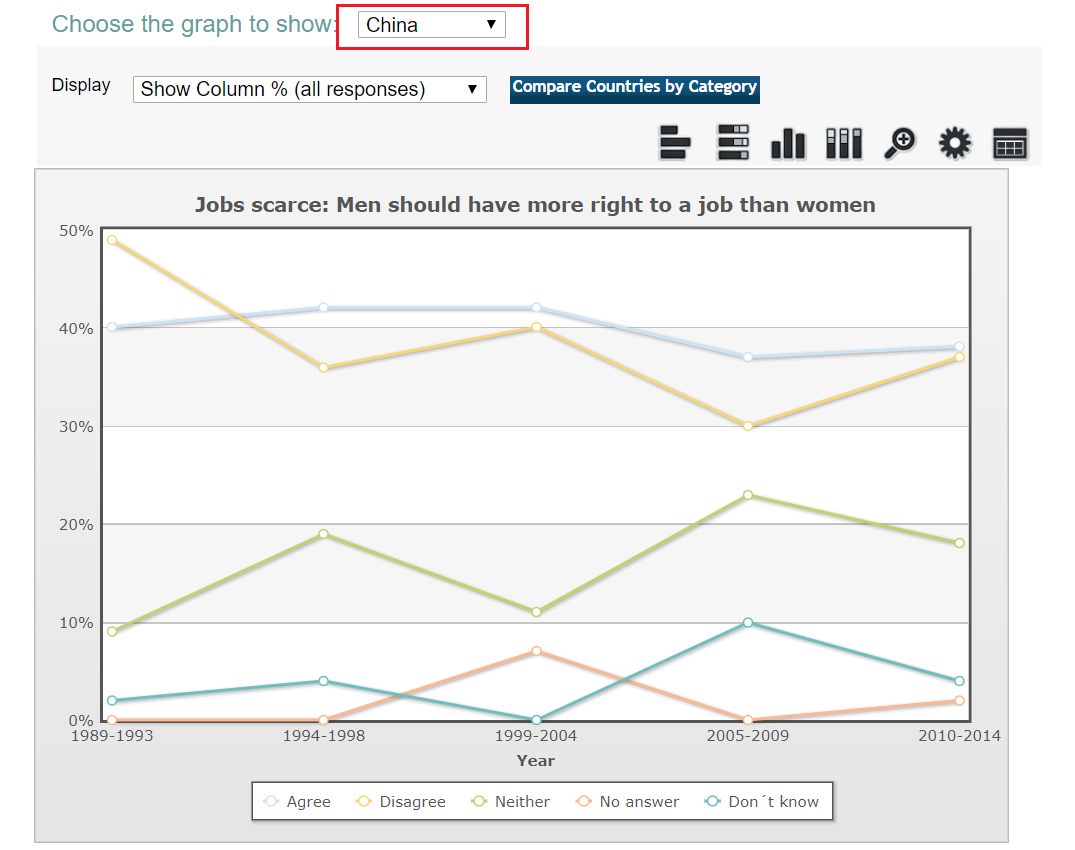 Choose the graph to show: China
Display Show Column % (all responses) Compare Countries by Category
Jobs scarce: Men should have more right to a job than women
50%
40%
30%
20%
10%
0%
1989-1993 1994-1998 1999-2004 2005-2009 2010-2014
Year
Agree Disagree Neither No answer Don´t know